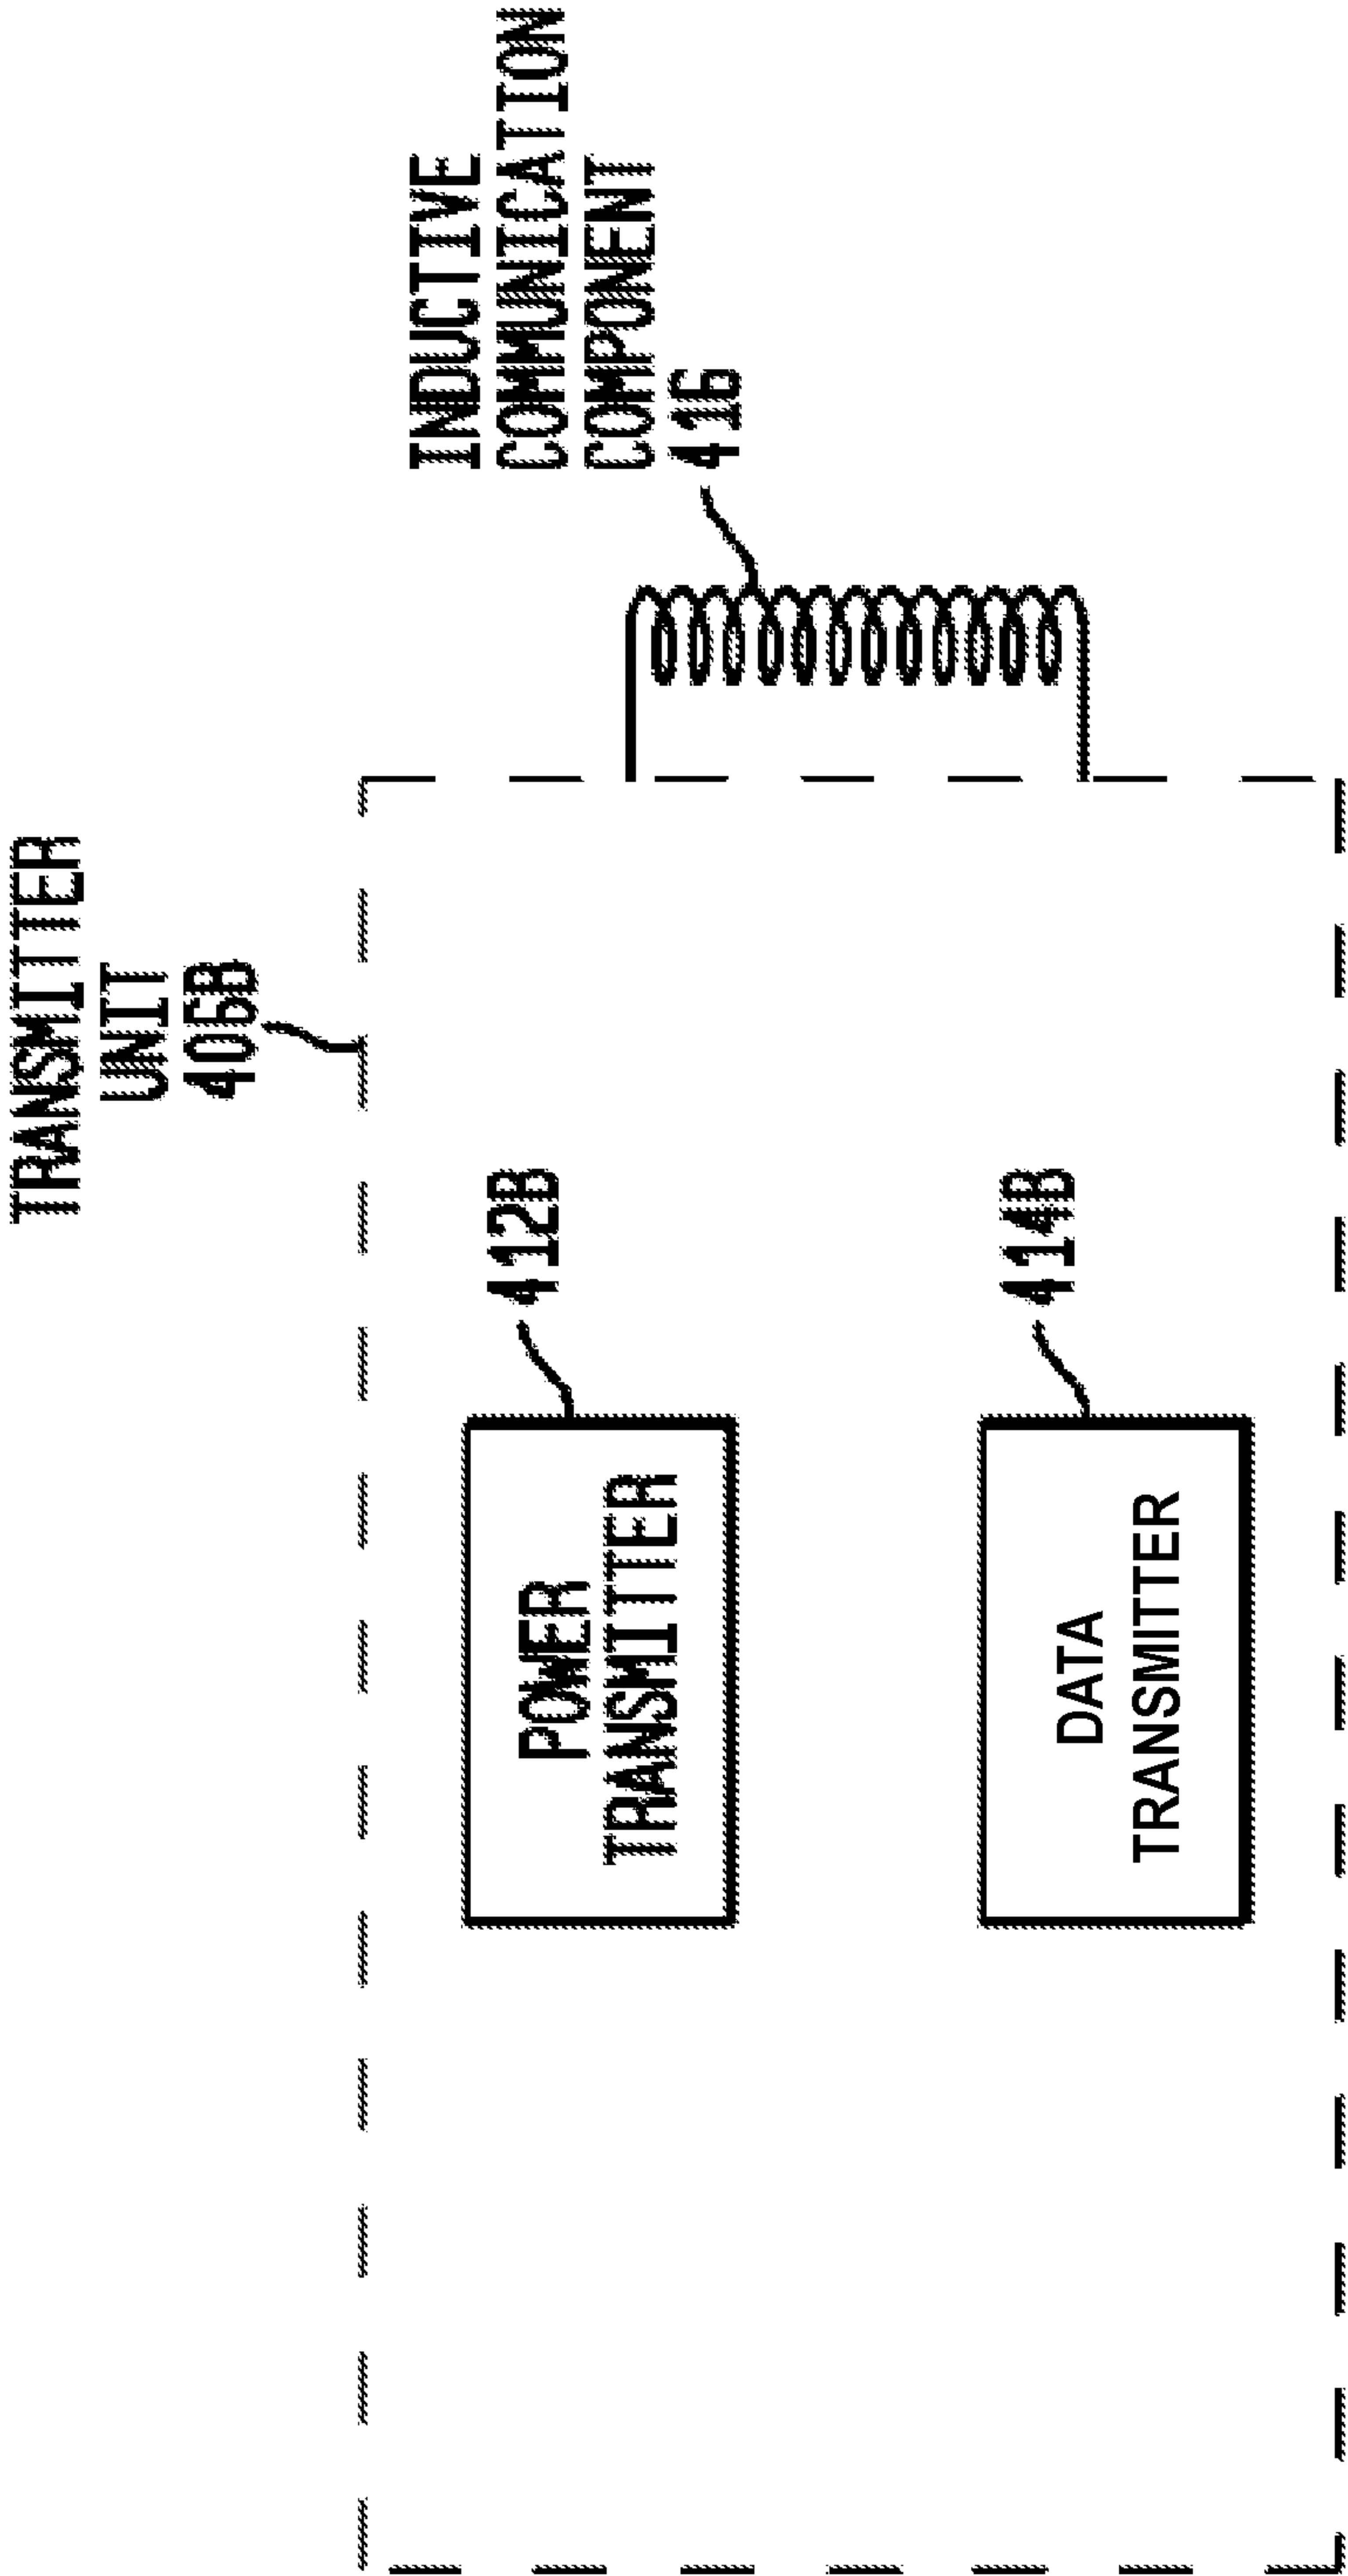 TRANSMITTER
UNIT
406B
INDUCTIVE
COMMUNICATION
COMPONENT
416
412B
POWER
TRANSMITTER
414B
DATA
TRANSMITTER